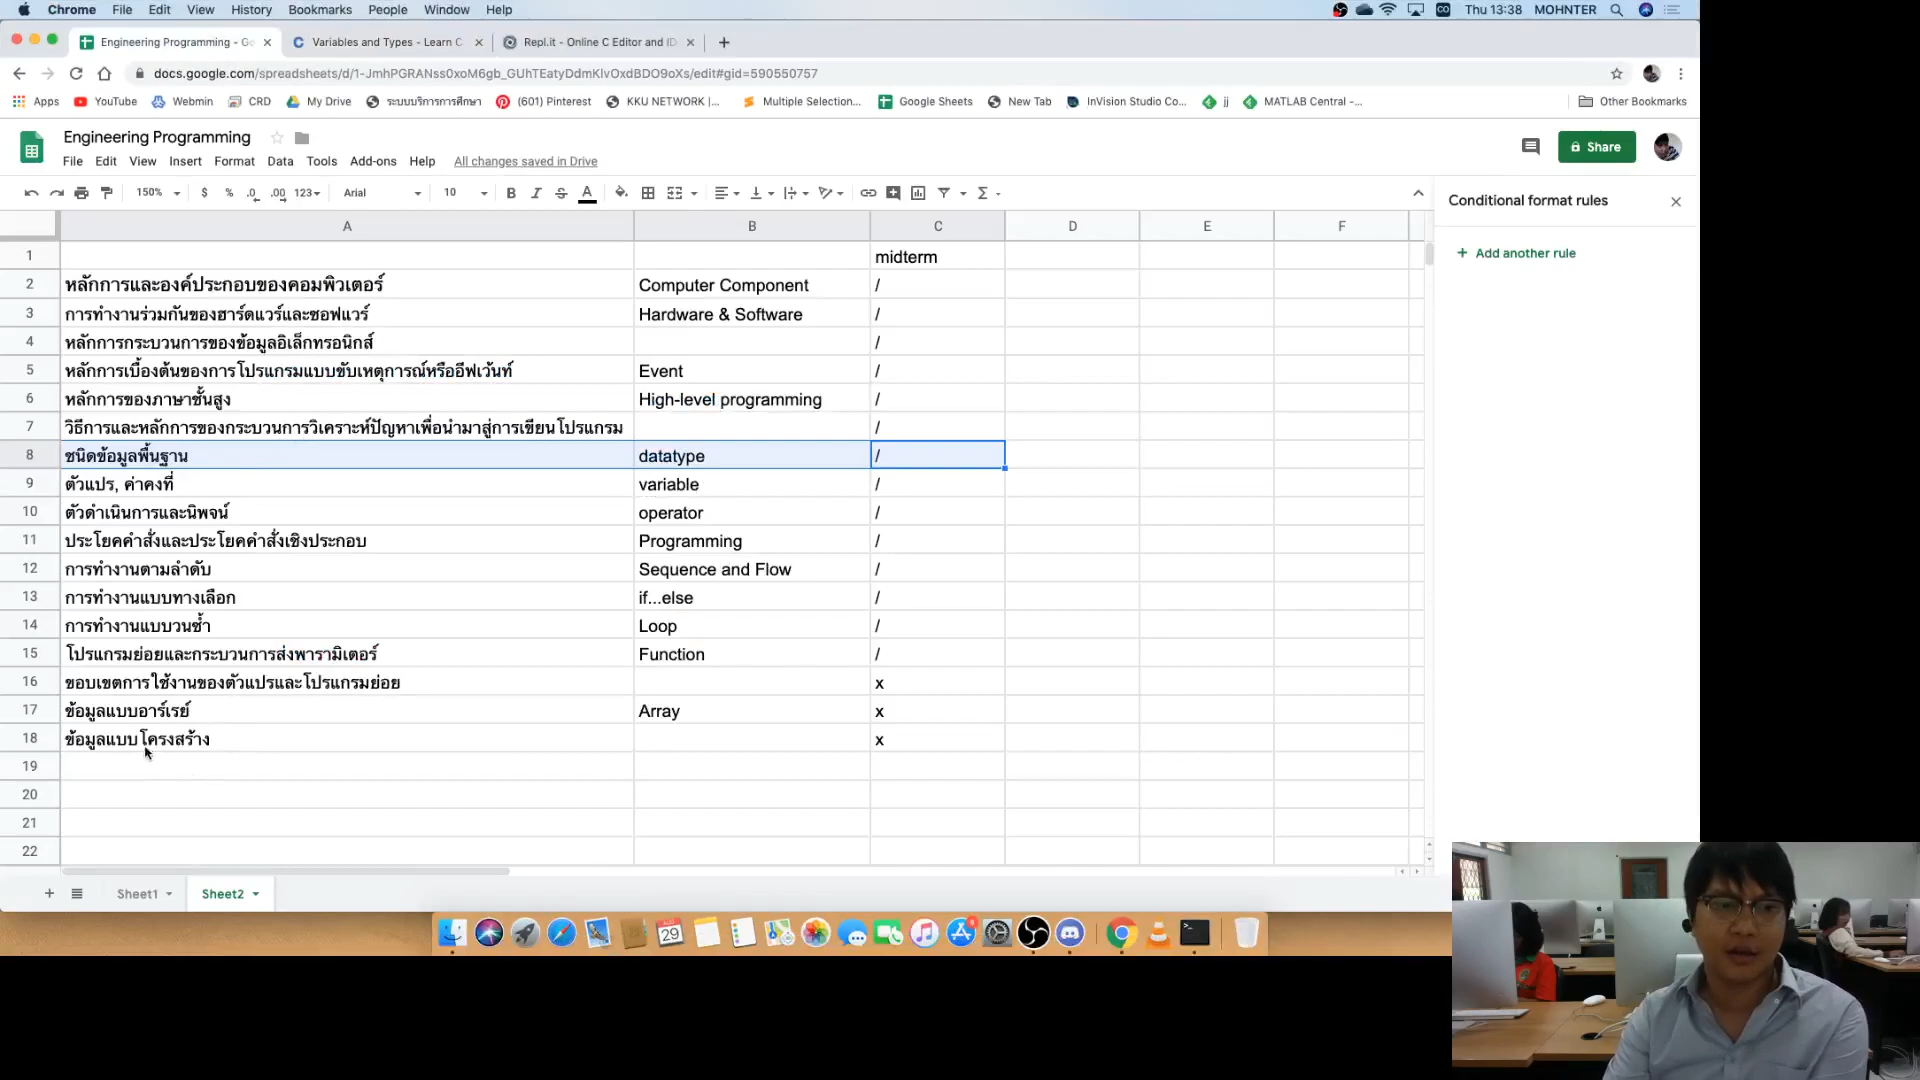 Chrome File Edit View History Bookmarks People Window Help Thu 13:38 MOHNTER
Engineering Programming - Go Variables and Types - Learn C Repl.it - Online C Editor and ID
docs.google.com/spreadsheets/d/1-JmhPGRANss0xoM6gb_GUhTEatyDdmKlvOxdBDO9oXs/edit#gid=590550757
Apps YouTube Webmin CRD My Drive ระบบบริการการศึกษา (601) Pinterest KKU NETWORK |... Multiple Selection... Google Sheets New Tab InVision Studio Co... jj MATLAB Central -... Other Bookmarks
Engineering Programming
Share
File Edit View Insert Format Data Tools Add-ons Help All changes saved in Drive
150% $ % .0 .00 123 Arial 10 B I S A
Conditional format rules
A B C D E F
1 midterm
Add another rule
2 หลักการและองค์ประกอบของคอมพิวเตอร์ Computer Component /
3 การทำงานร่วมกันของฮาร์ดแวร์และซอฟแวร์ Hardware & Software /
4 หลักการกระบวนการของข้อมูลอิเล็กทรอนิกส์ /
5 หลักการเบื้องต้นของการโปรแกรมแบบขับเหตุการณ์หรืออีฟเว้นท์ Event /
6 หลักการของภาษาชั้นสูง High-level programming /
7 วิธีการและหลักการของกระบวนการวิเคราะห์ปัญหาเพื่อนำมาสู่การเขียนโปรแกรม /
8 ชนิดข้อมูลพื้นฐาน datatype /
9 ตัวแปร, ค่าคงที่ variable /
10 ตัวดำเนินการและนิพจน์ operator /
11 ประโยคคำสั่งและประโยคคำสั่งเชิงประกอบ Programming /
12 การทำงานตามลำดับ Sequence and Flow /
13 การทำงานแบบทางเลือก if...else /
14 การทำงานแบบวนซ้ำ Loop /
15 โปรแกรมย่อยและกระบวนการส่งพารามิเตอร์ Function /
16 ขอบเขตการใช้งานของตัวแปรและโปรแกรมย่อย x
17 ข้อมูลแบบอาร์เรย์ Array x
18 ข้อมูลแบบโครงสร้าง x
19
20
21
22
Sheet1 Sheet2
29